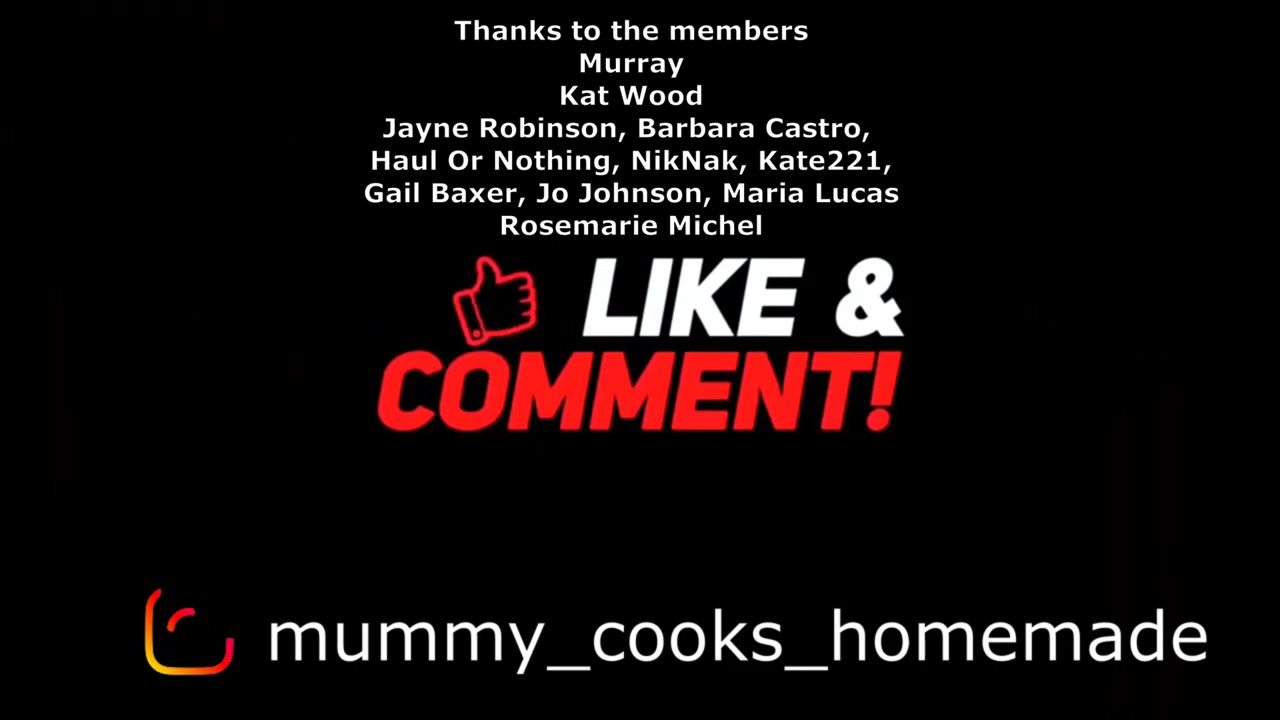 Thanks to the members
Murray
Kat Wood
Jayne Robinson, Barbara Castro,
Haul Or Nothing, NikNak, Kate221,
Gail Baxer, Jo Johnson, Maria Lucas
Rosemarie Michel
LIKE &
COMMENT!
mummy_cooks_homemade